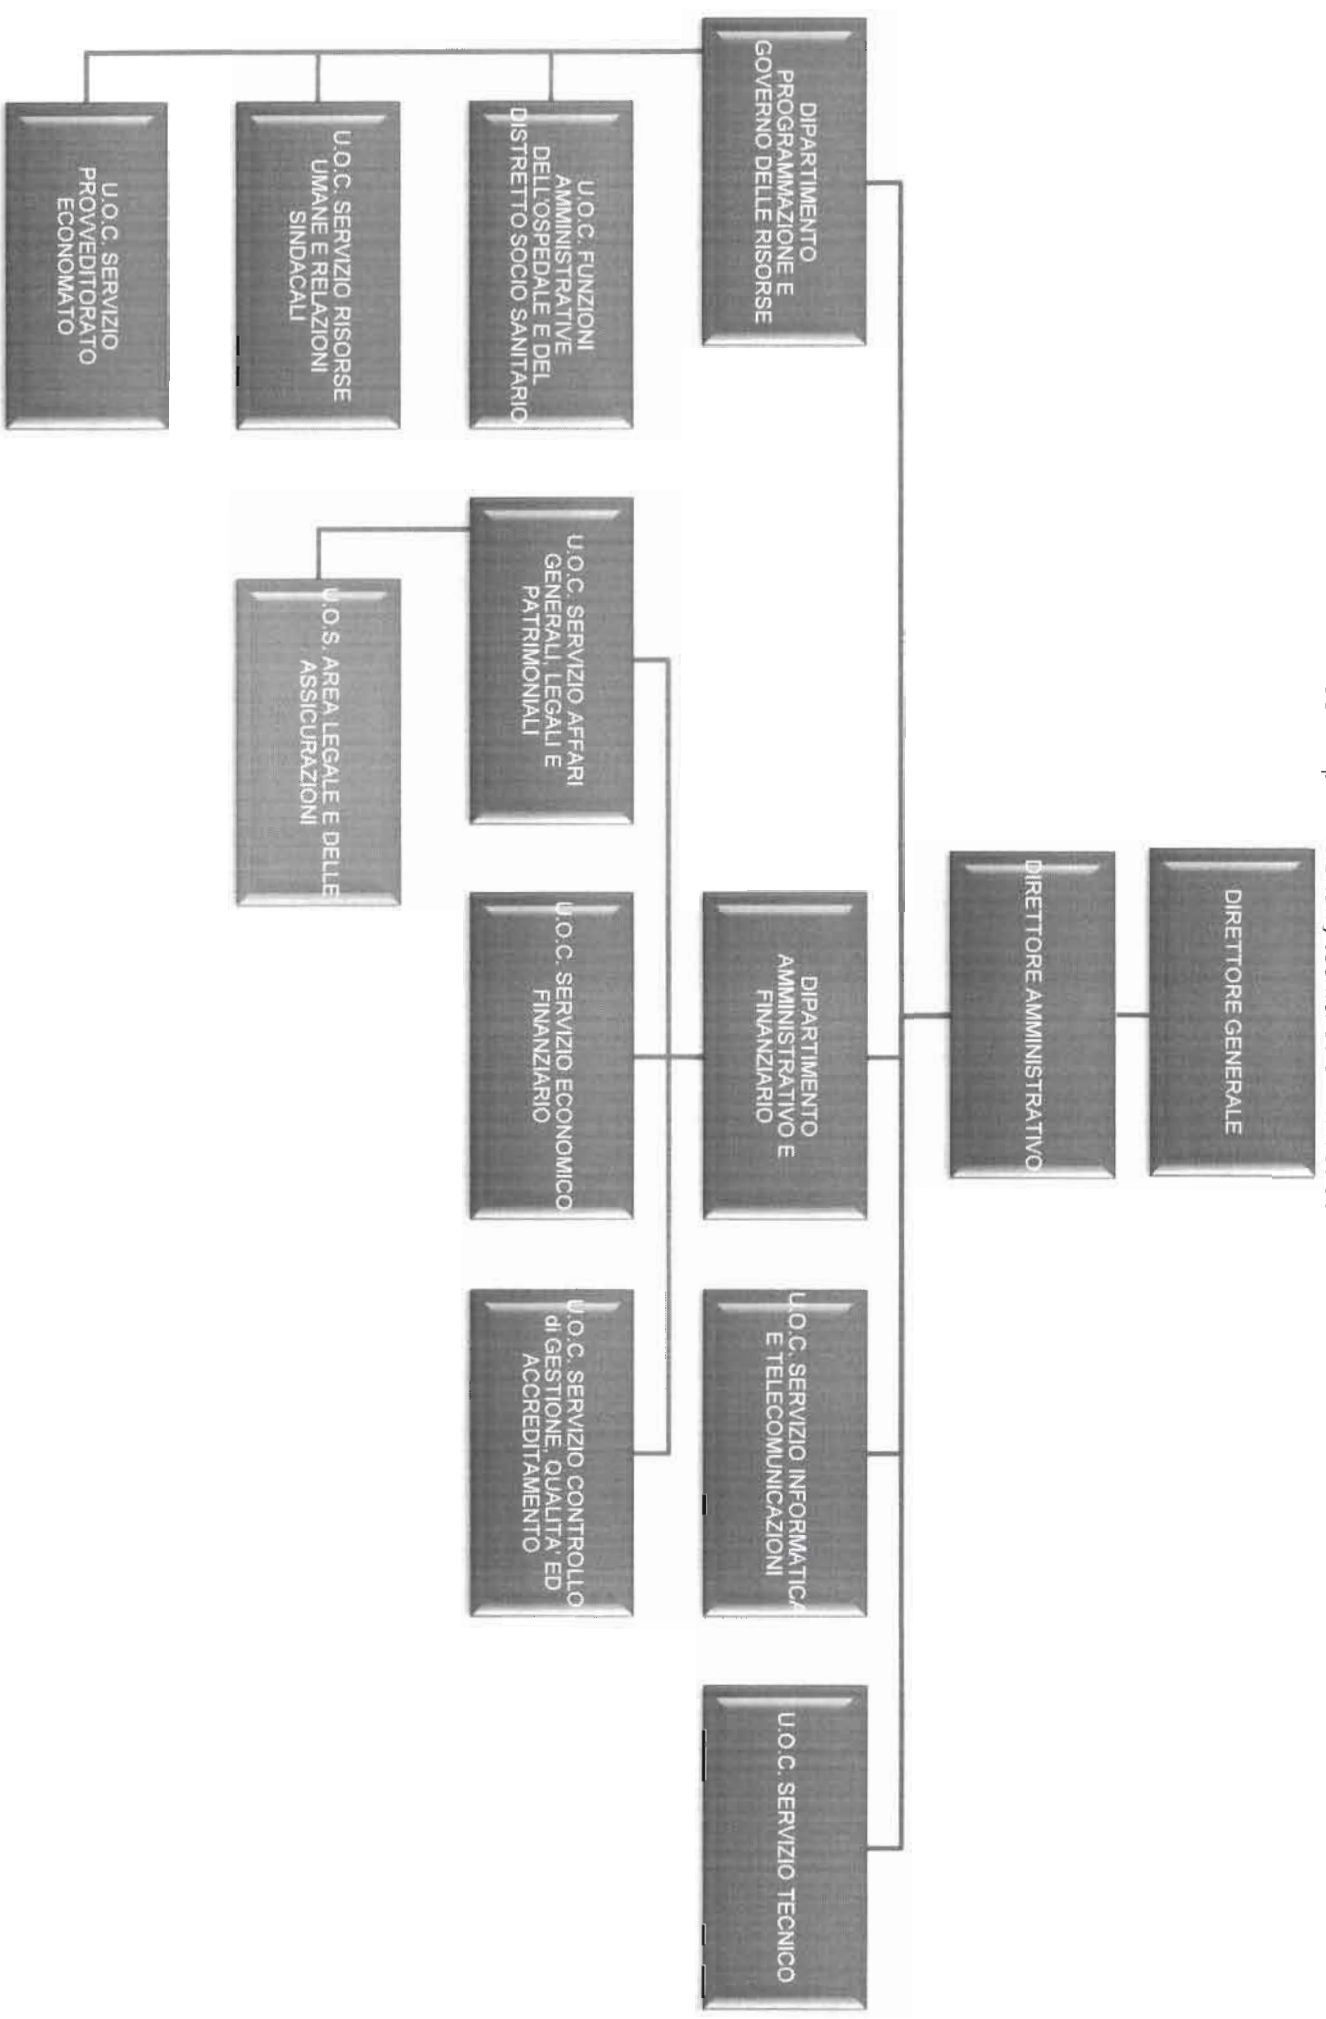 DIRETTORE GENERALE
DIRETTORE AMMINISTRATIVO
DIPARTIMENTO
PROGRAMMAZIONE E
GOVERNO DELLE RISORSE
DIPARTIMENTO
AMMINISTRATIVO E
FINANZIARIO
U.O.C. SERVIZIO INFORMATICA
E TELECOMUNICAZIONI
U.O.C. SERVIZIO TECNICO
U.O.C. FUNZIONI
AMMINISTRATIVE
DELL'OSPEDALE E DEL
DISTRETTO SOCIO SANITARIO
U.O.C. SERVIZIO AFFARI
GENERALI, LEGALI E
PATRIMONIALI
U.O.C. SERVIZIO ECONOMICO
FINANZIARIO
U.O.C. SERVIZIO CONTROLLO
di GESTIONE, QUALITA' ED
ACCREDITAMENTO
U.O.C. SERVIZIO RISORSE
UMANE E RELAZIONI
SINDACALI
U.O.S. AREA LEGALE E DELLE
ASSICURAZIONI
U.O.C. SERVIZIO
PROVVEDITORATO
ECONOMATO